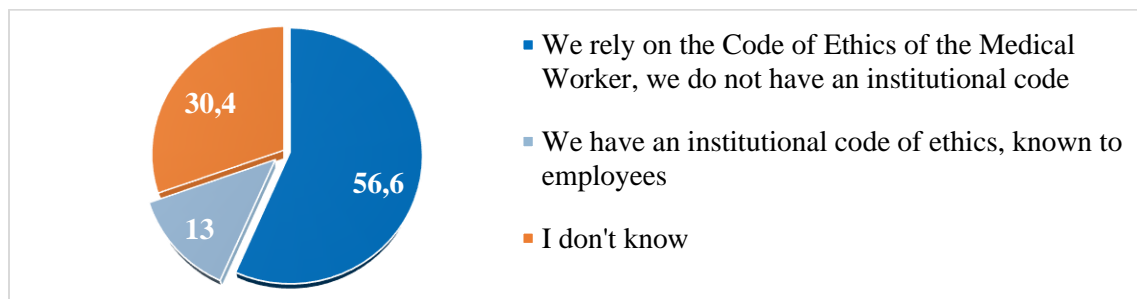 30,4
56,6
13
We rely on the Code of Ethics of the Medical
Worker, we do not have an institutional code
We have an institutional code of ethics, known to
employees
I don't know